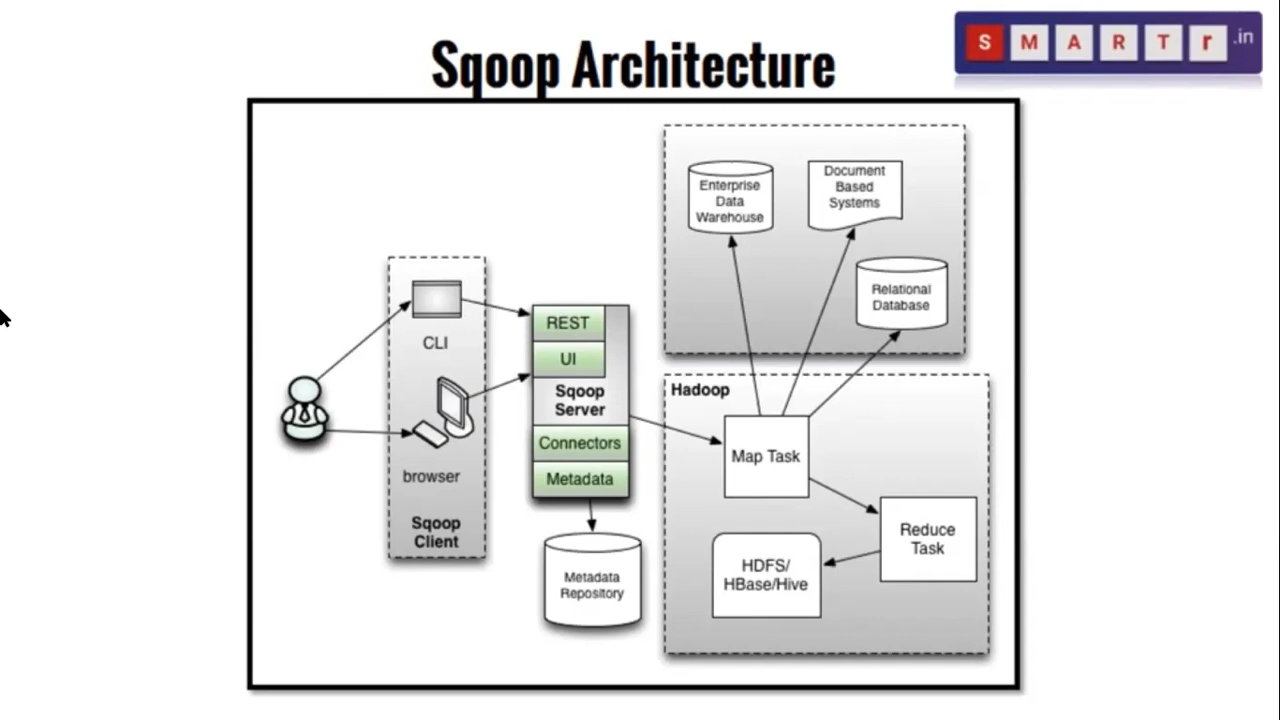 Sqoop Architecture
S M A R T r .in
Enterprise
Data
Warehouse
Document
Based
Systems
Relational
Database
CLI
browser
Sqoop
Client
REST
UI
Sqoop
Server
Connectors
Metadata
Metadata
Repository
Hadoop
Map Task
Reduce
Task
HDFS/
HBase/Hive